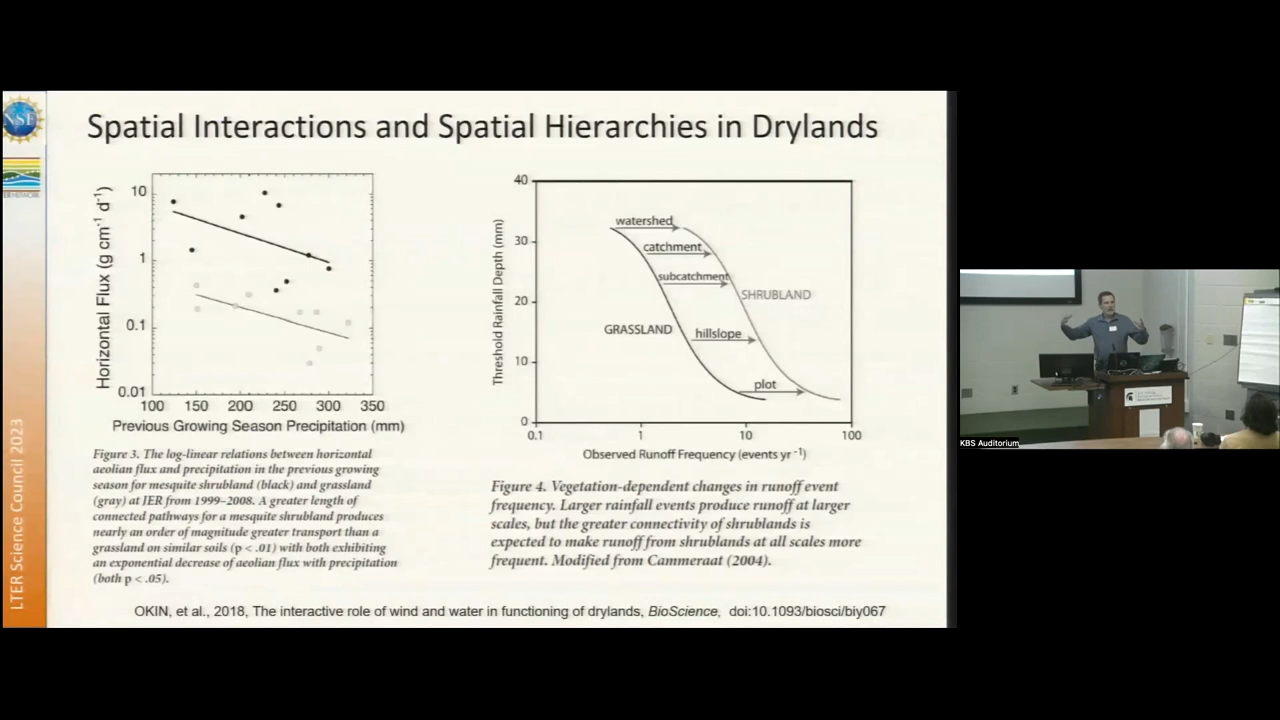 Spatial Interactions and Spatial Hierarchies in Drylands
NSF
LTER Science Council 2023
Horizontal Flux (g cm⁻¹ d⁻¹)
10
1
0.1
0.01
100 150 200 250 300 350
Previous Growing Season Precipitation (mm)
Figure 3. The log-linear relations between horizontal
aeolian flux and precipitation in the previous growing
season for mesquite shrubland (black) and grassland
(gray) at JER from 1999–2008. A greater length of
connected pathways for a mesquite shrubland produces
nearly an order of magnitude greater transport than a
grassland on similar soils (p < .01) with both exhibiting
an exponential decrease of aeolian flux with precipitation
(both p < .05).
Threshold Rainfall Depth (mm)
40
30
20
10
0
watershed
catchment
subcatchment
SHRUBLAND
GRASSLAND
hillslope
plot
0.1 1 10 100
Observed Runoff Frequency (events yr ⁻¹)
Figure 4. Vegetation-dependent changes in runoff event
frequency. Larger rainfall events produce runoff at larger
scales, but the greater connectivity of shrublands is
expected to make runoff from shrublands at all scales more
frequent. Modified from Cammeraat (2004).
OKIN, et al., 2018, The interactive role of wind and water in functioning of drylands, BioScience, doi:10.1093/biosci/biy067
KBS Auditorium